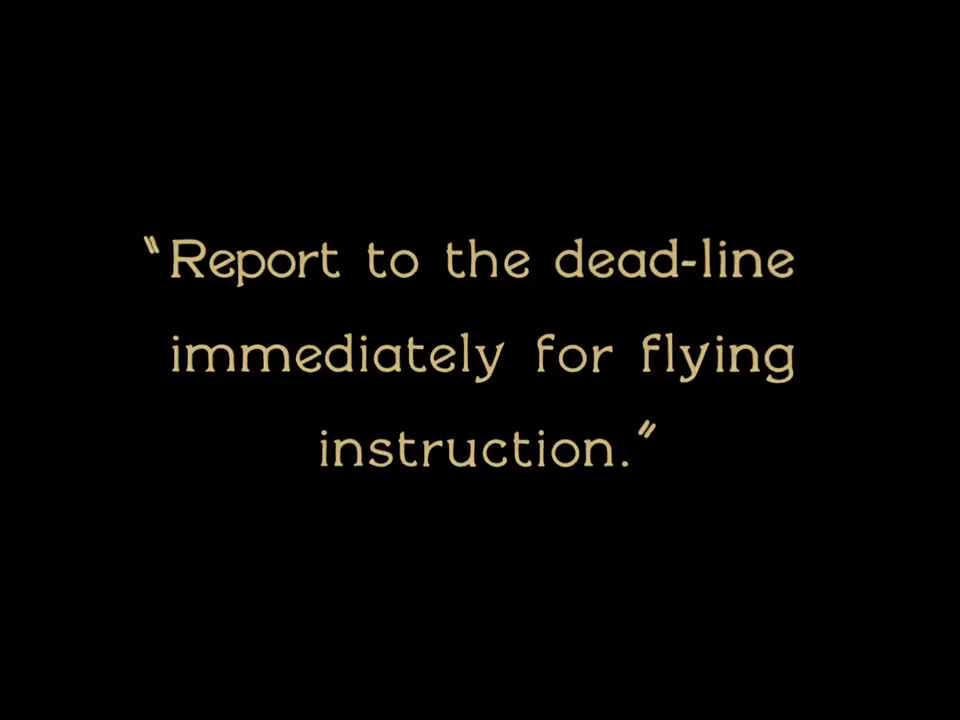 "Report to the dead-line
immediately for flying
instruction."